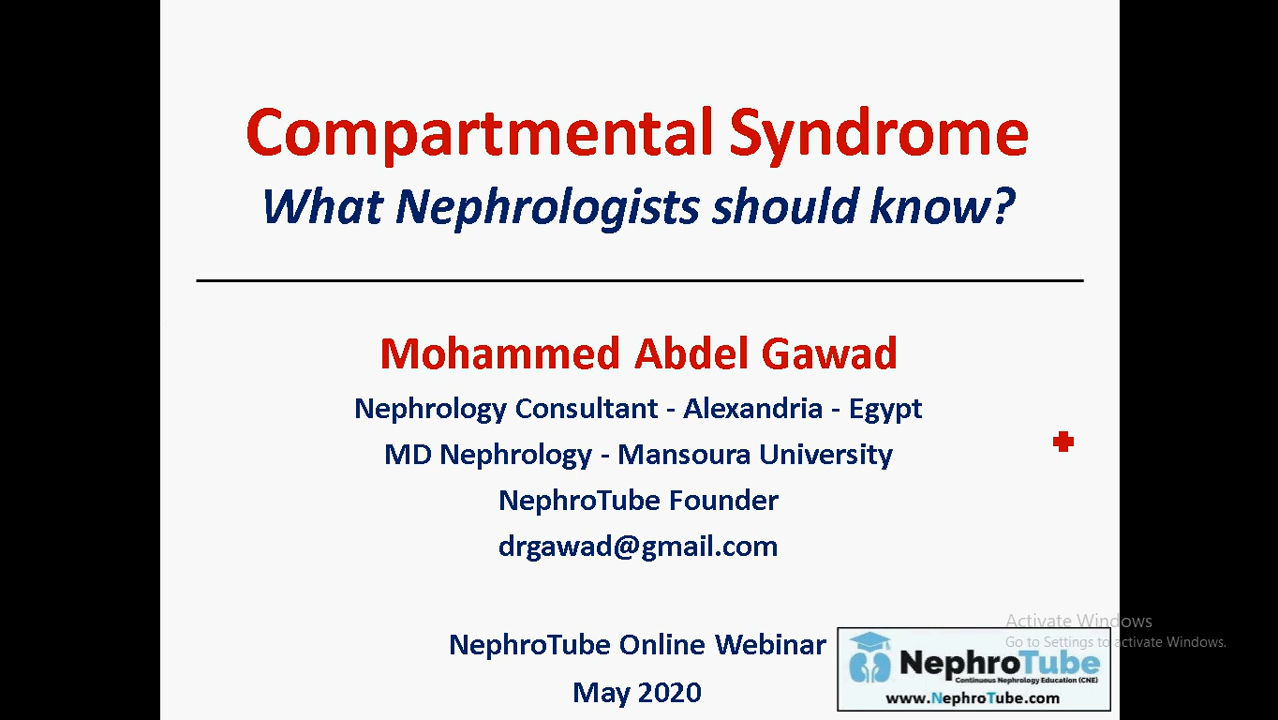 Compartmental Syndrome
What Nephrologists should know?
Mohammed Abdel Gawad
Nephrology Consultant - Alexandria - Egypt
MD Nephrology - Mansoura University
NephroTube Founder
drgawad@gmail.com
NephroTube Online Webinar
May 2020
Activate Windows
Go to Settings to activate Windows.
NephroTube
Continuous Nephrology Education (CNE)
www.NephroTube.com